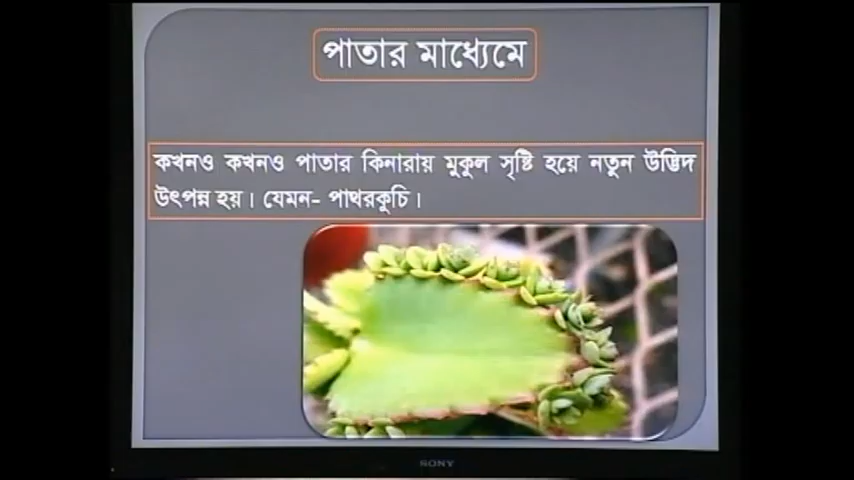 পাতার মাধ্যেমে
কখনও কখনও পাতার কিনারায় মুকুল সৃষ্টি হয়ে নতুন উদ্ভিদ
উৎপন্ন হয়। যেমন- পাথরকুচি।
SONY